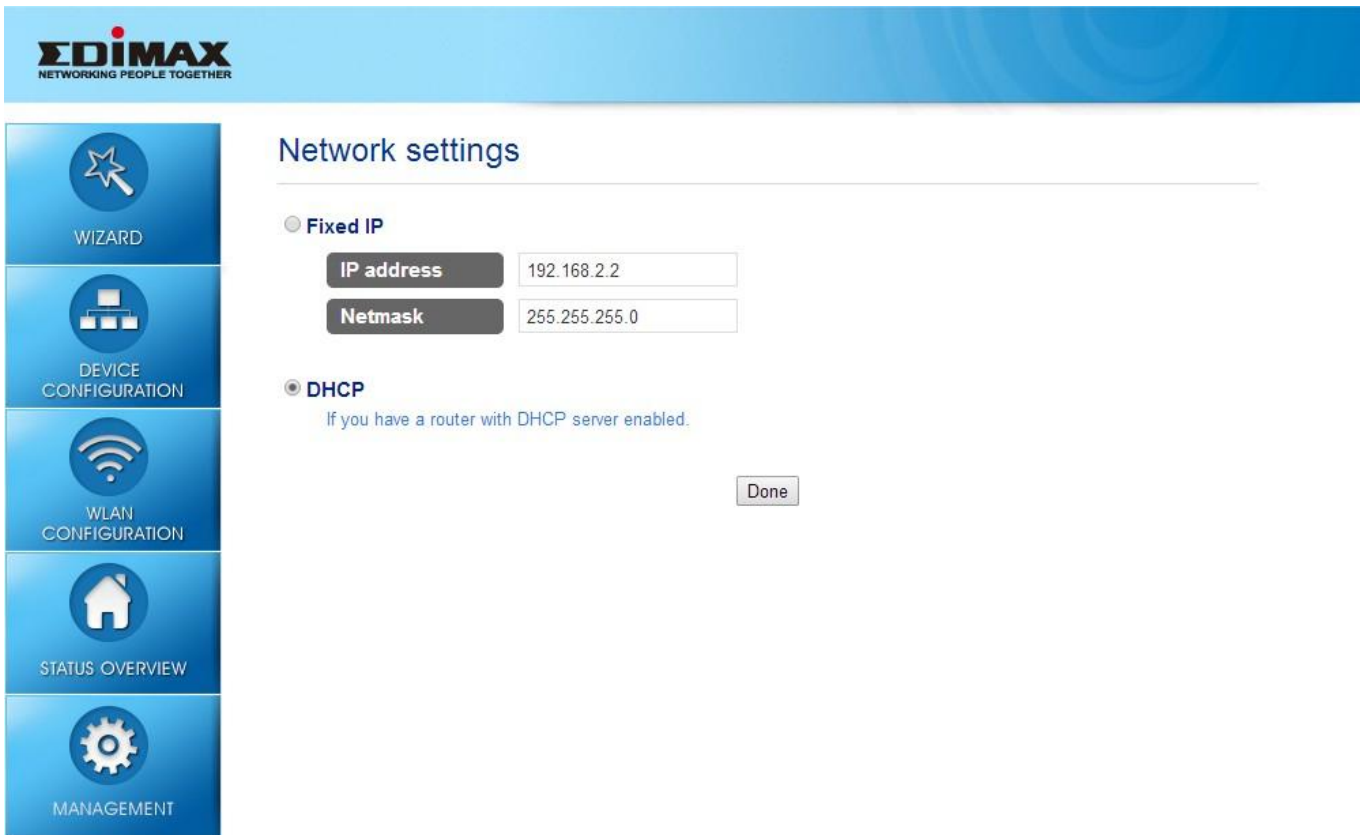 EDIMAX
NETWORKING PEOPLE TOGETHER
WIZARD
DEVICE
CONFIGURATION
WLAN
CONFIGURATION
STATUS OVERVIEW
MANAGEMENT
Network settings
Fixed IP
IP address 192.168.2.2
Netmask 255.255.255.0
DHCP
If you have a router with DHCP server enabled.
Done